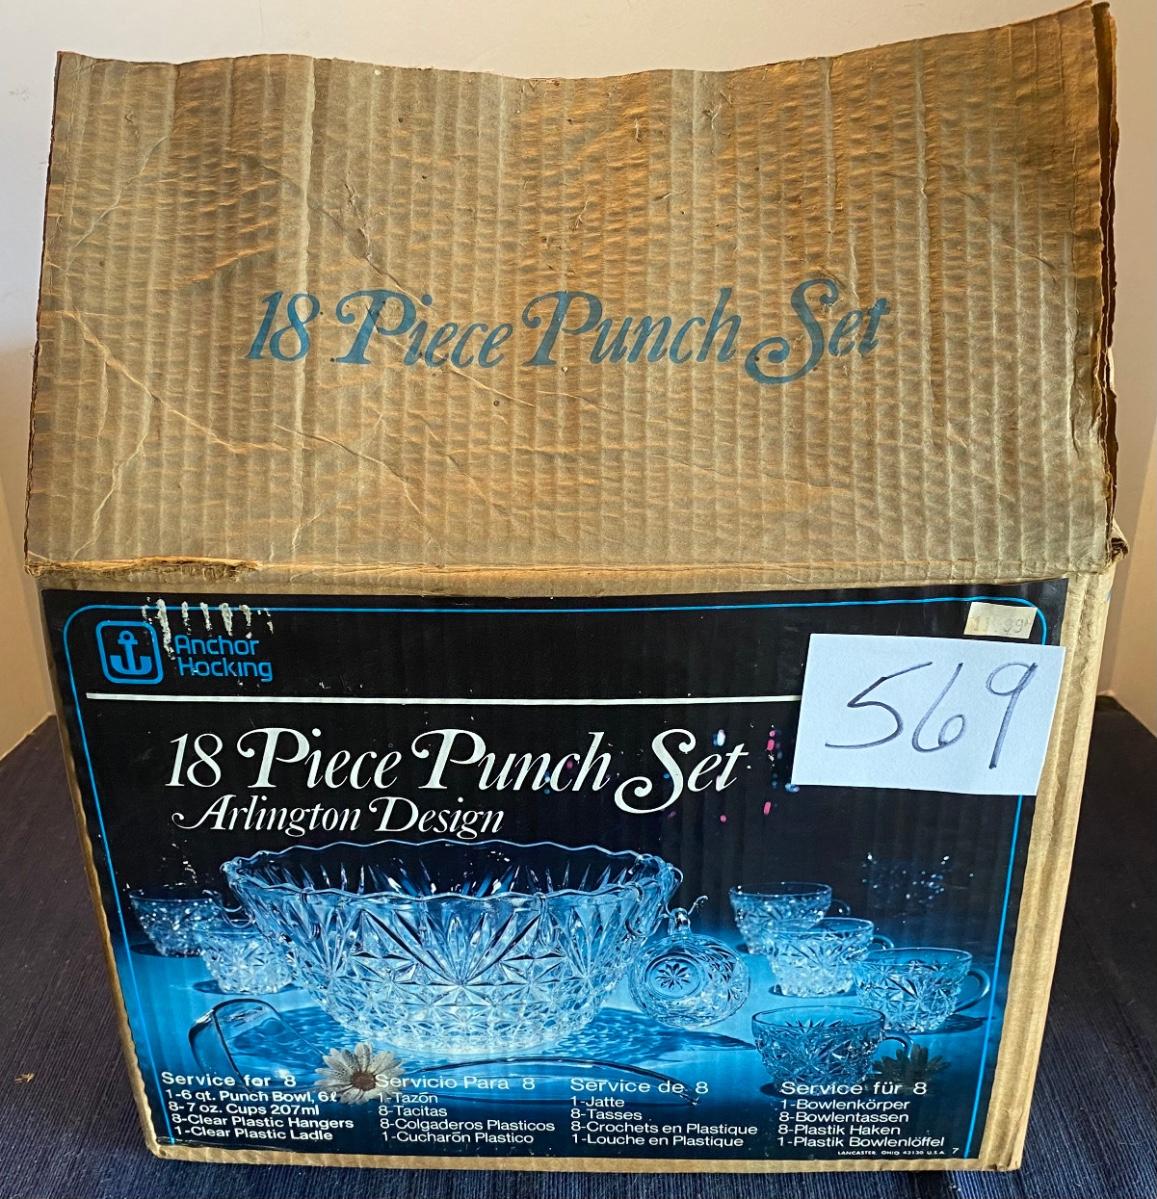 18 Piece Punch Set
Anchor
Hocking
569
18 Piece Punch Set
Arlington Design
Service for 8
1-6 qt. Punch Bowl, 6ℓ
8-7 oz. Cups 207ml
8-Clear Plastic Hangers
1-Clear Plastic Ladle
Servicio Para 8
1-Tazón
8-Tacitas
8-Colgaderos Plasticos
1-Cucharón Plastico
Service de 8
1-Jatte
8-Tasses
8-Crochets en Plastique
1-Louche en Plastique
Service für 8
1-Bowlenkörper
8-Bowlentassen
8-Plastik Haken
1-Plastik Bowlenlöffel
LANCASTER, OHIO 43130 U.S.A. 7